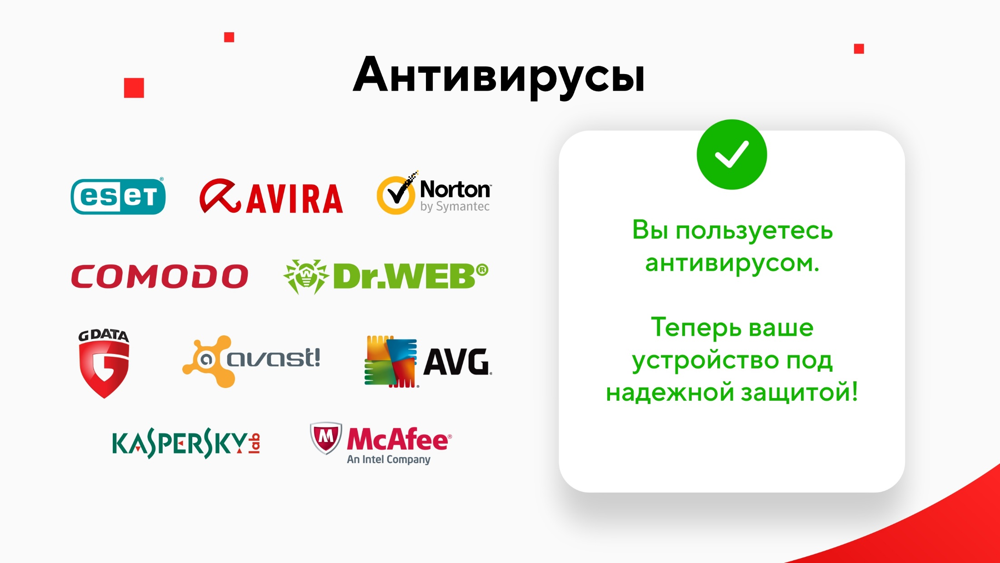 Антивирусы
eseT®
AVIRA
Norton™
by Symantec
COMODO
Dr.WEB®
G DATA
G
a avast!
AVG®
KASPERSKY lab
M McAfee®
An Intel Company
Вы пользуетесь
антивирусом.
Теперь ваше
устройство под
надежной защитой!